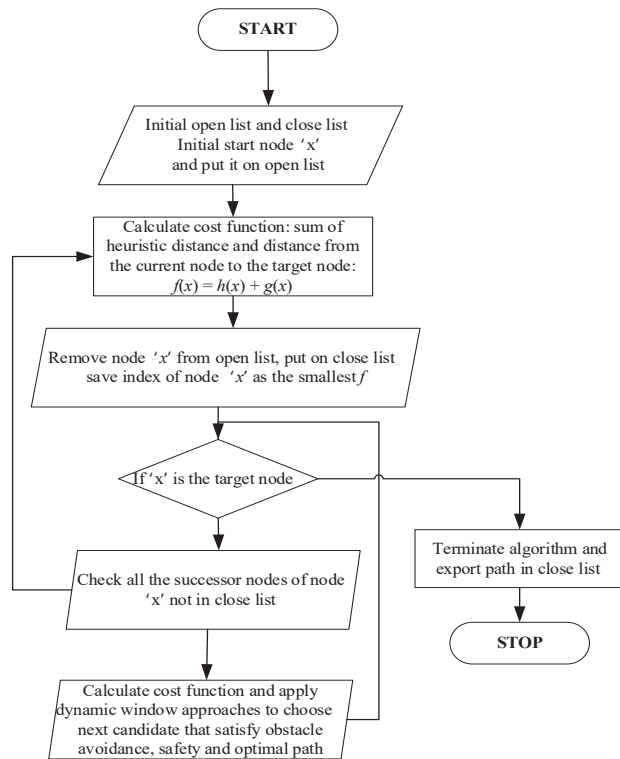 START
Initial open list and close list
Initial start node ‘x’
and put it on open list
Calculate cost function: sum of
heuristic distance and distance from
the current node to the target node:
f(x) = h(x) + g(x)
Remove node ‘x’ from open list, put on close list
save index of node ‘x’ as the smallest f
If ‘x’ is the target node
Terminate algorithm and
export path in close list
Check all the successor nodes of node
‘x’ not in close list
STOP
Calculate cost function and apply
dynamic window approaches to choose
next candidate that satisfy obstacle
avoidance, safety and optimal path